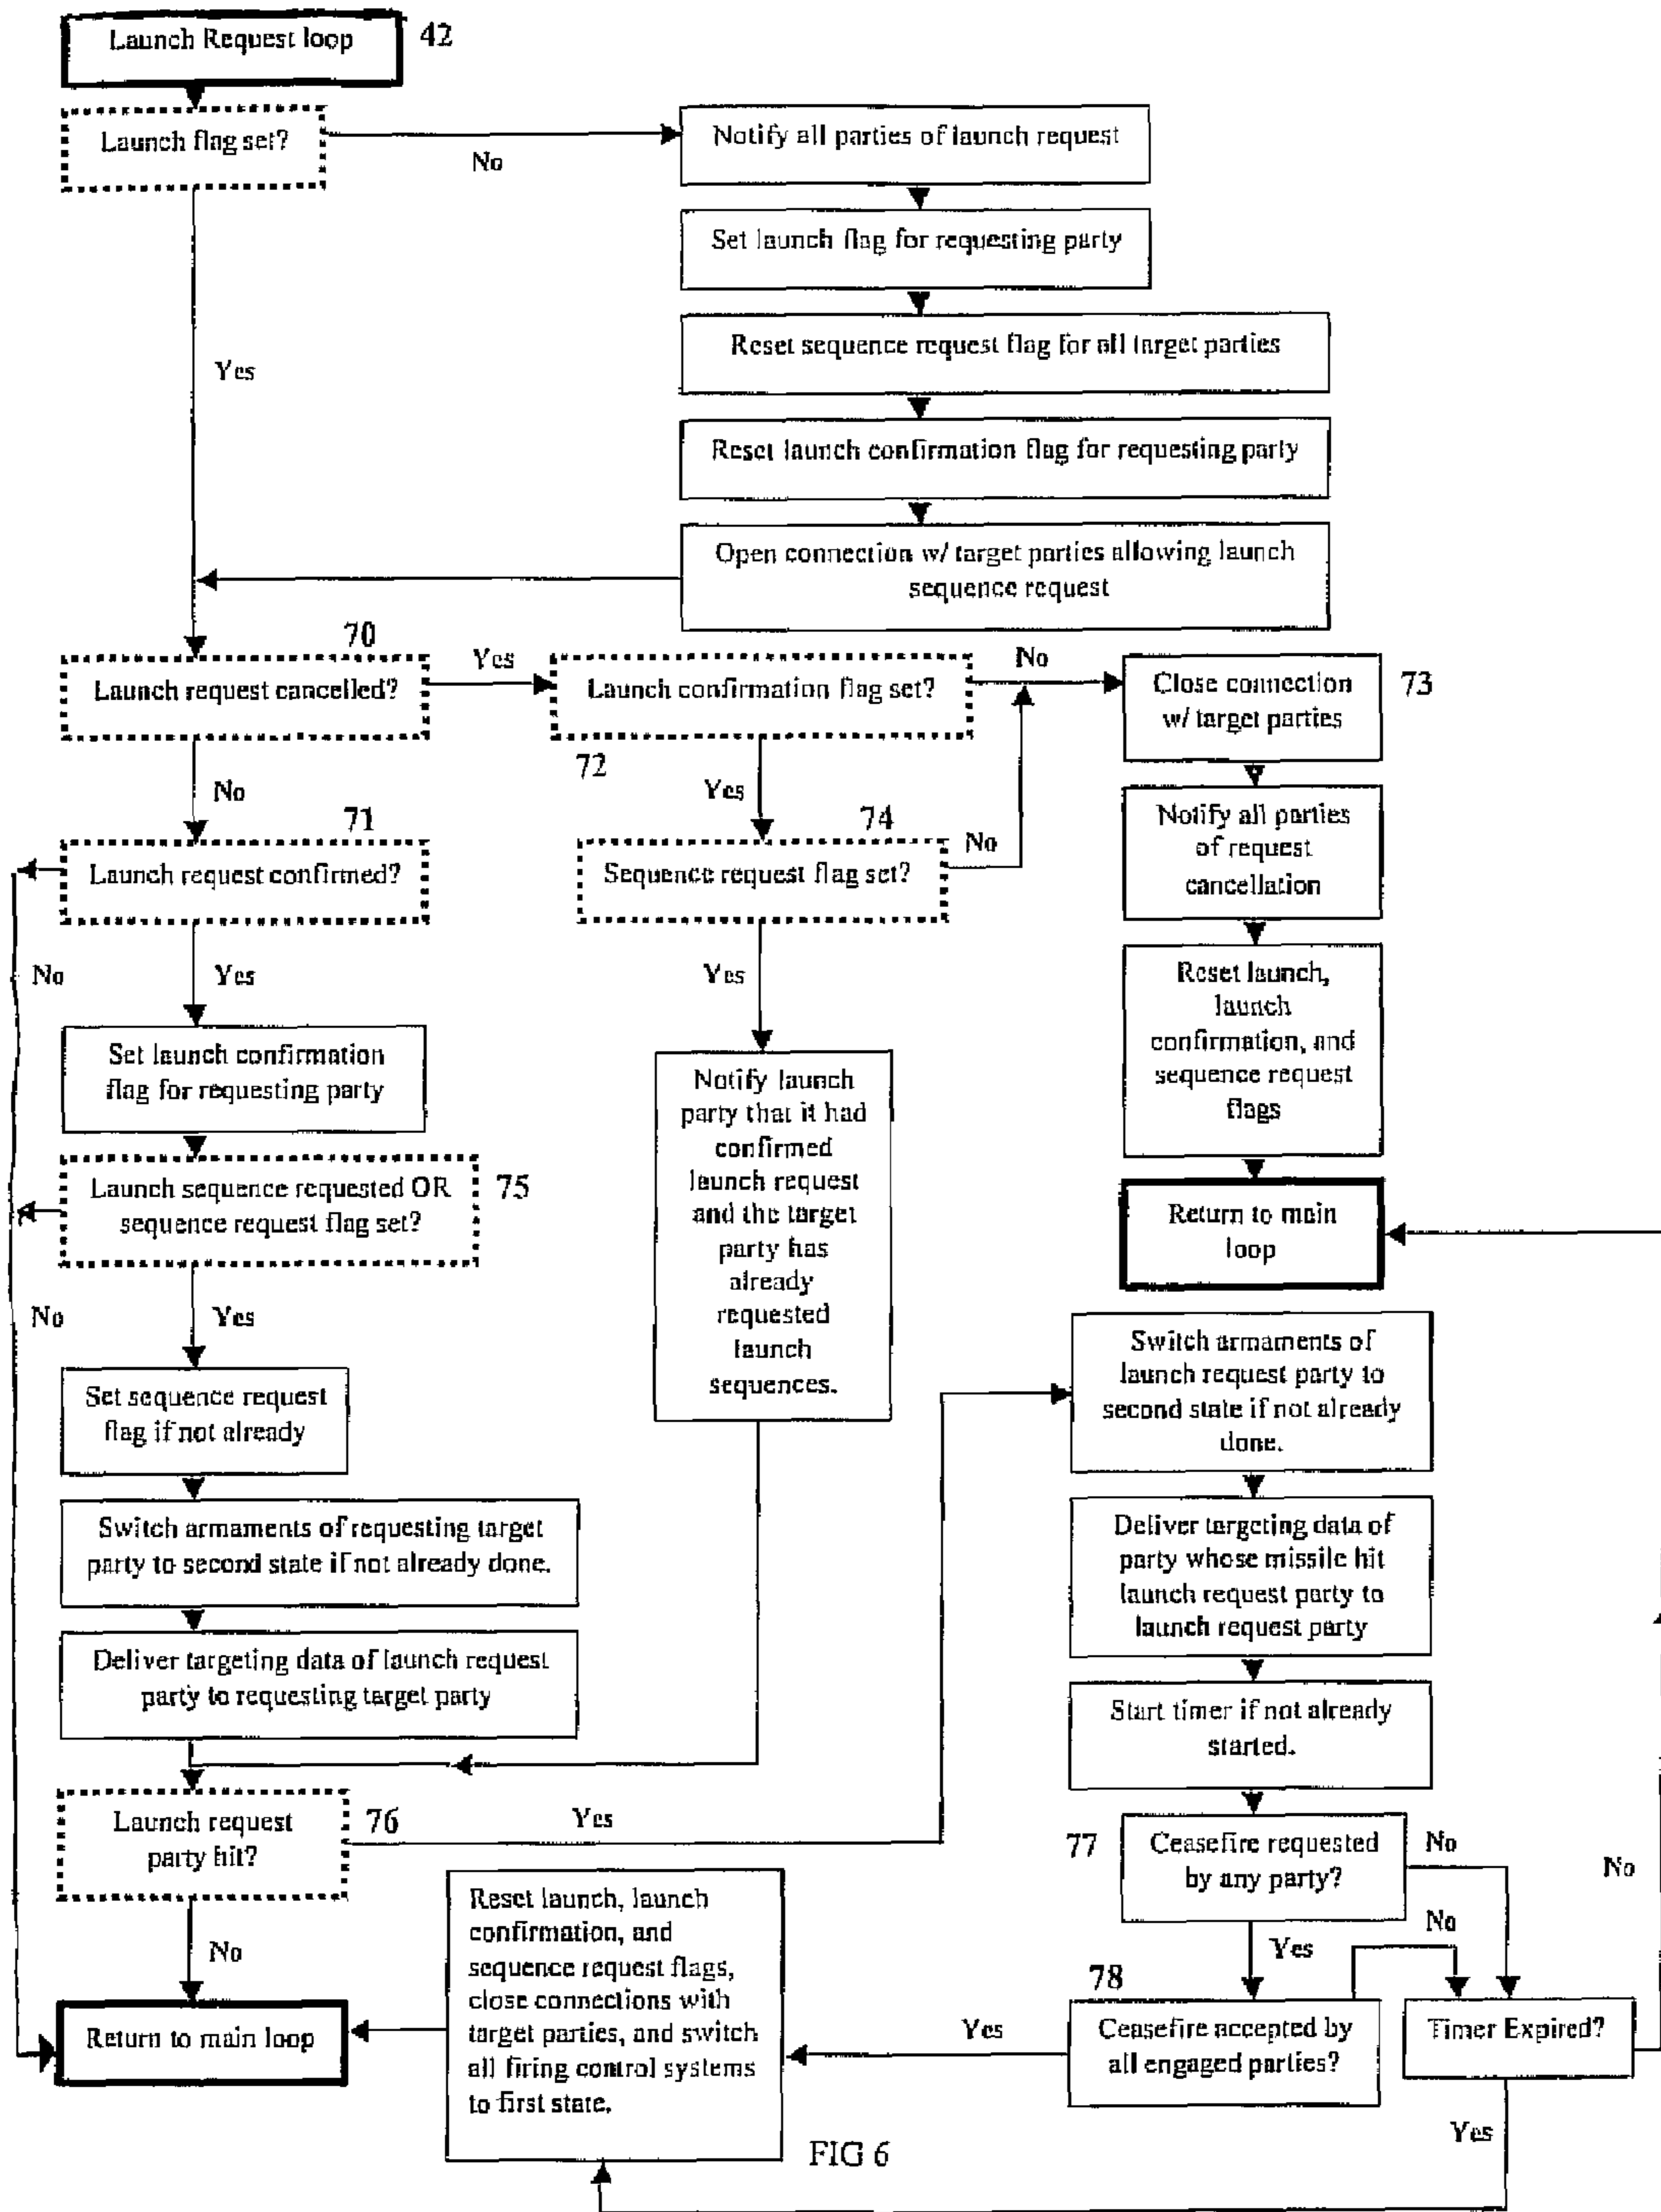 Launch Request loop
42
Launch flag set?
No
Notify all parties of launch request
Set launch flag for requesting party
Reset sequence request flag for all target parties
Yes
Reset launch confirmation flag for requesting party
Open connection w/ target parties allowing launch
sequence request
70
Launch request cancelled?
Yes
Launch confirmation flag set?
72
No
Close connection
w/ target parties
73
No
Yes
Notify all parties
of request
cancellation
71
Launch request confirmed?
74
Sequence request flag set?
No
No
Yes
Yes
Reset launch,
launch
confirmation, and
sequence request
flags
Set launch confirmation
flag for requesting party
Notify launch
party that it had
confirmed
launch request
and the target
party has
already
requested
launch
sequences.
Launch sequence requested OR
sequence request flag set?
75
Return to main
loop
No
Yes
Switch armaments of
launch request party to
second state if not already
done.
Set sequence request
flag if not already
Switch armaments of requesting target
party to second state if not already done.
Deliver targeting data of
party whose missile hit
launch request party to
launch request party
Deliver targeting data of launch request
party to requesting target party
Start timer if not already
started.
Launch request
party hit?
76
Yes
77
Ceasefire requested
by any party?
No
No
No
Yes
No
Reset launch, launch
confirmation, and
sequence request flags,
close connections with
target parties, and switch
all firing control systems
to first state.
78
Ceasefire accepted by
all engaged parties?
Yes
Timer Expired?
Return to main loop
Yes
FIG 6